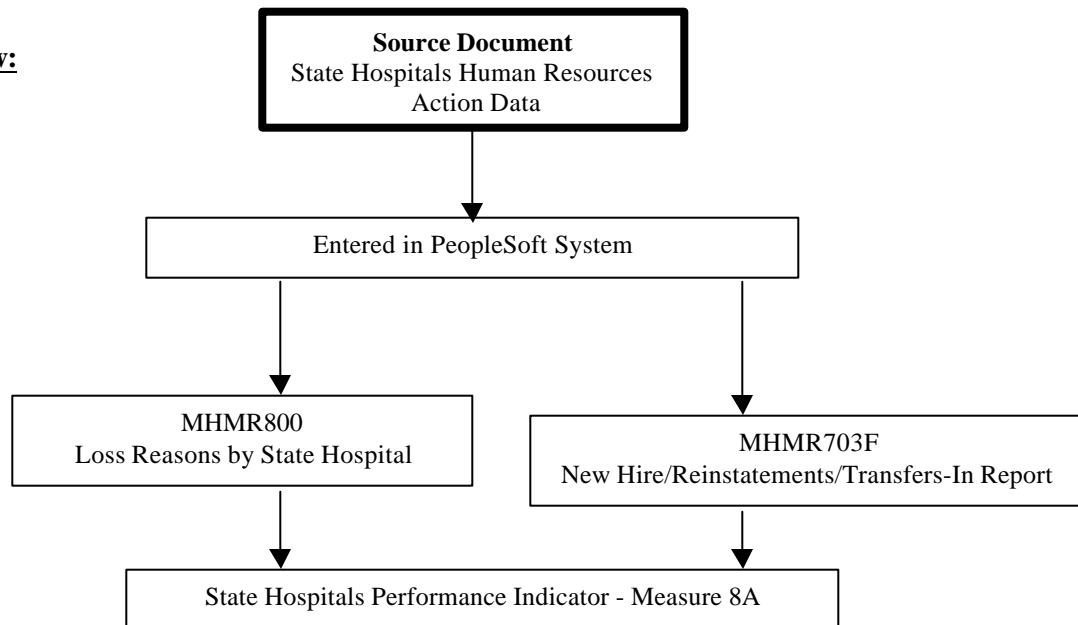 Source Document
State Hospitals Human Resources
Action Data
Entered in PeopleSoft System
MHMR800
Loss Reasons by State Hospital
MHMR703F
New Hire/Reinstatements/Transfers-In Report
State Hospitals Performance Indicator - Measure 8A